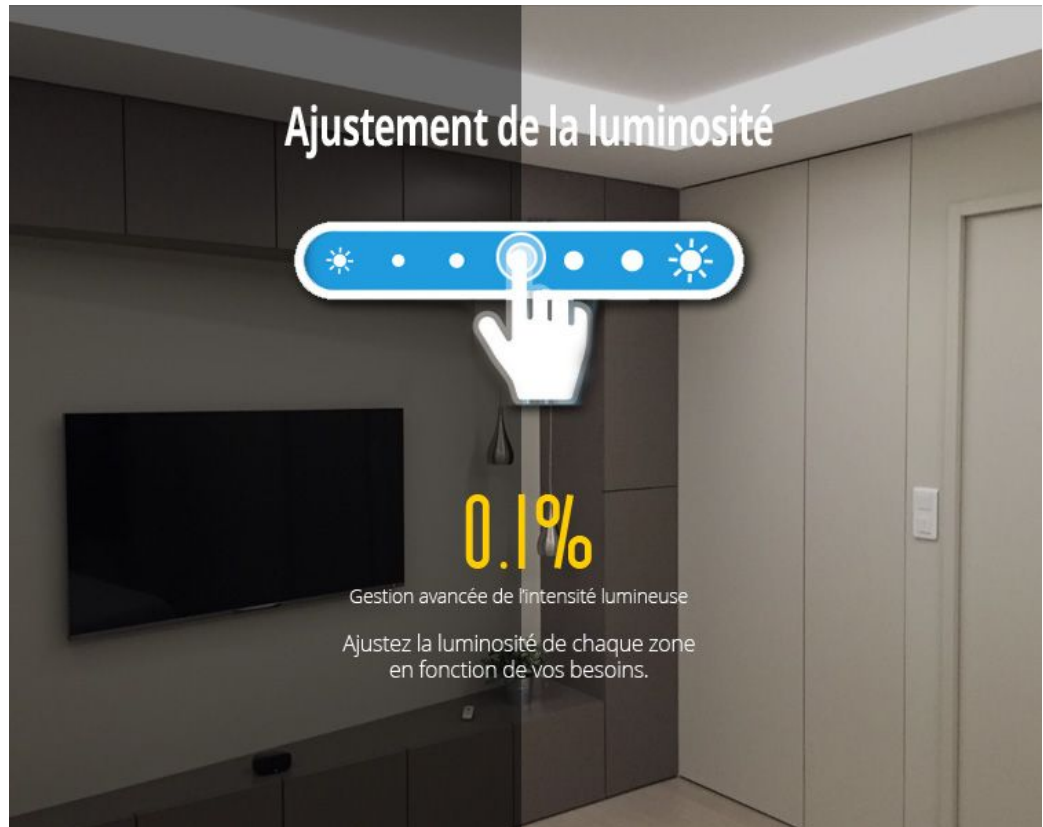 Ajustement de la luminosité
0.1%
Gestion avancée de l'intensité lumineuse
Ajustez la luminosité de chaque zone
en fonction de vos besoins.